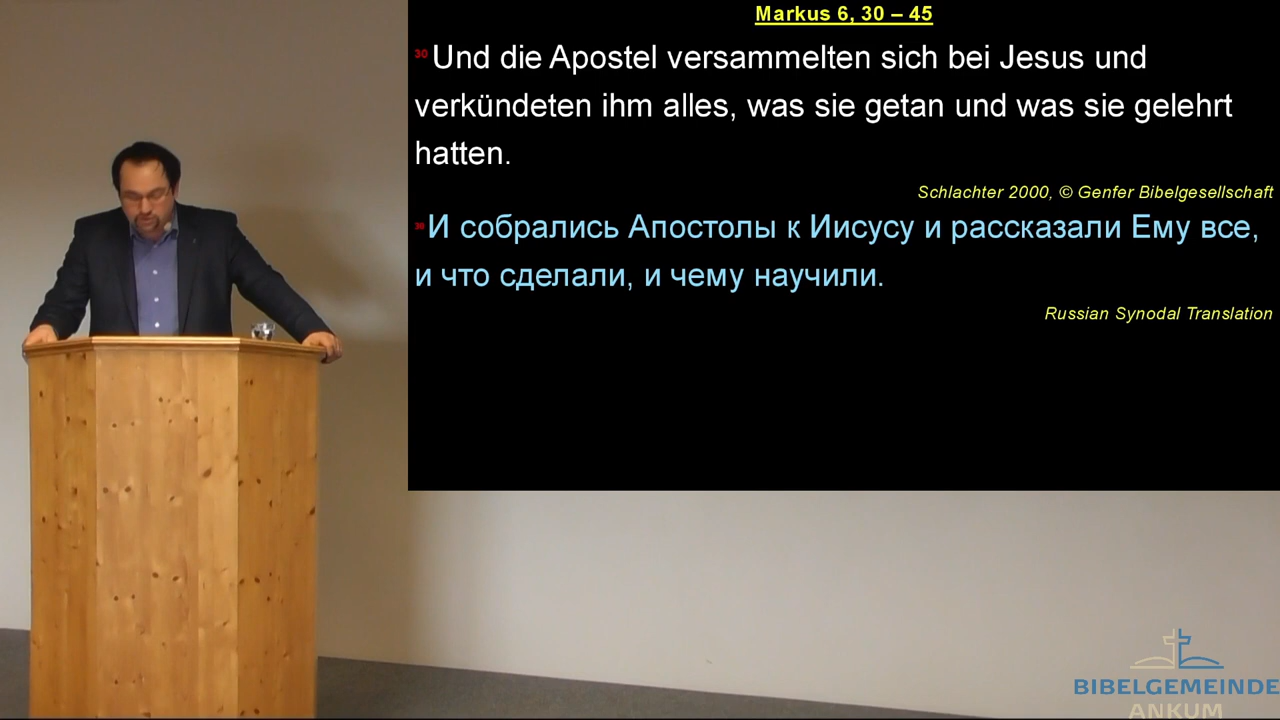 Markus 6, 30 – 45
30 Und die Apostel versammelten sich bei Jesus und
verkündeten ihm alles, was sie getan und was sie gelehrt
hatten.
Schlachter 2000, © Genfer Bibelgesellschaft
30 И собрались Апостолы к Иисусу и рассказали Ему все,
и что сделали, и чему научили.
Russian Synodal Translation
BIBELGEMEINDE
ANKUM